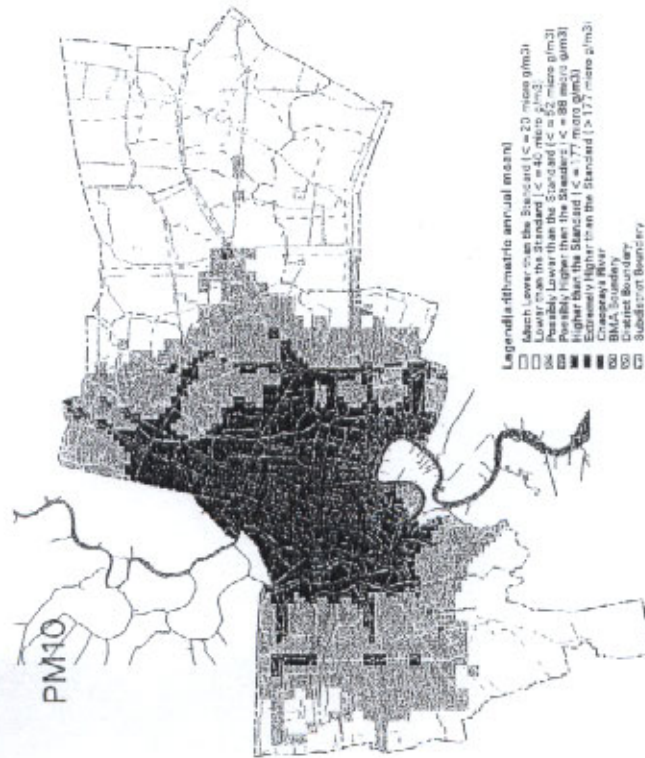 PM10
Legend(arithmatric annual mean)
Much Lower than the Standard (<=20 micro g/m3)
Lower than the Standard (<=40 micro g/m3)
Possibly Lower than the Standard (<=52 micro g/m3)
Possibly Higher than the Standard (<=88 micro g/m3)
Higher than the Standard (<=177 micro g/m3)
Extremely Higher than the Standard (>177 micro g/m3)
Chaopraya River
BMA Boundary
District Boundary
Subdistrict Boundary